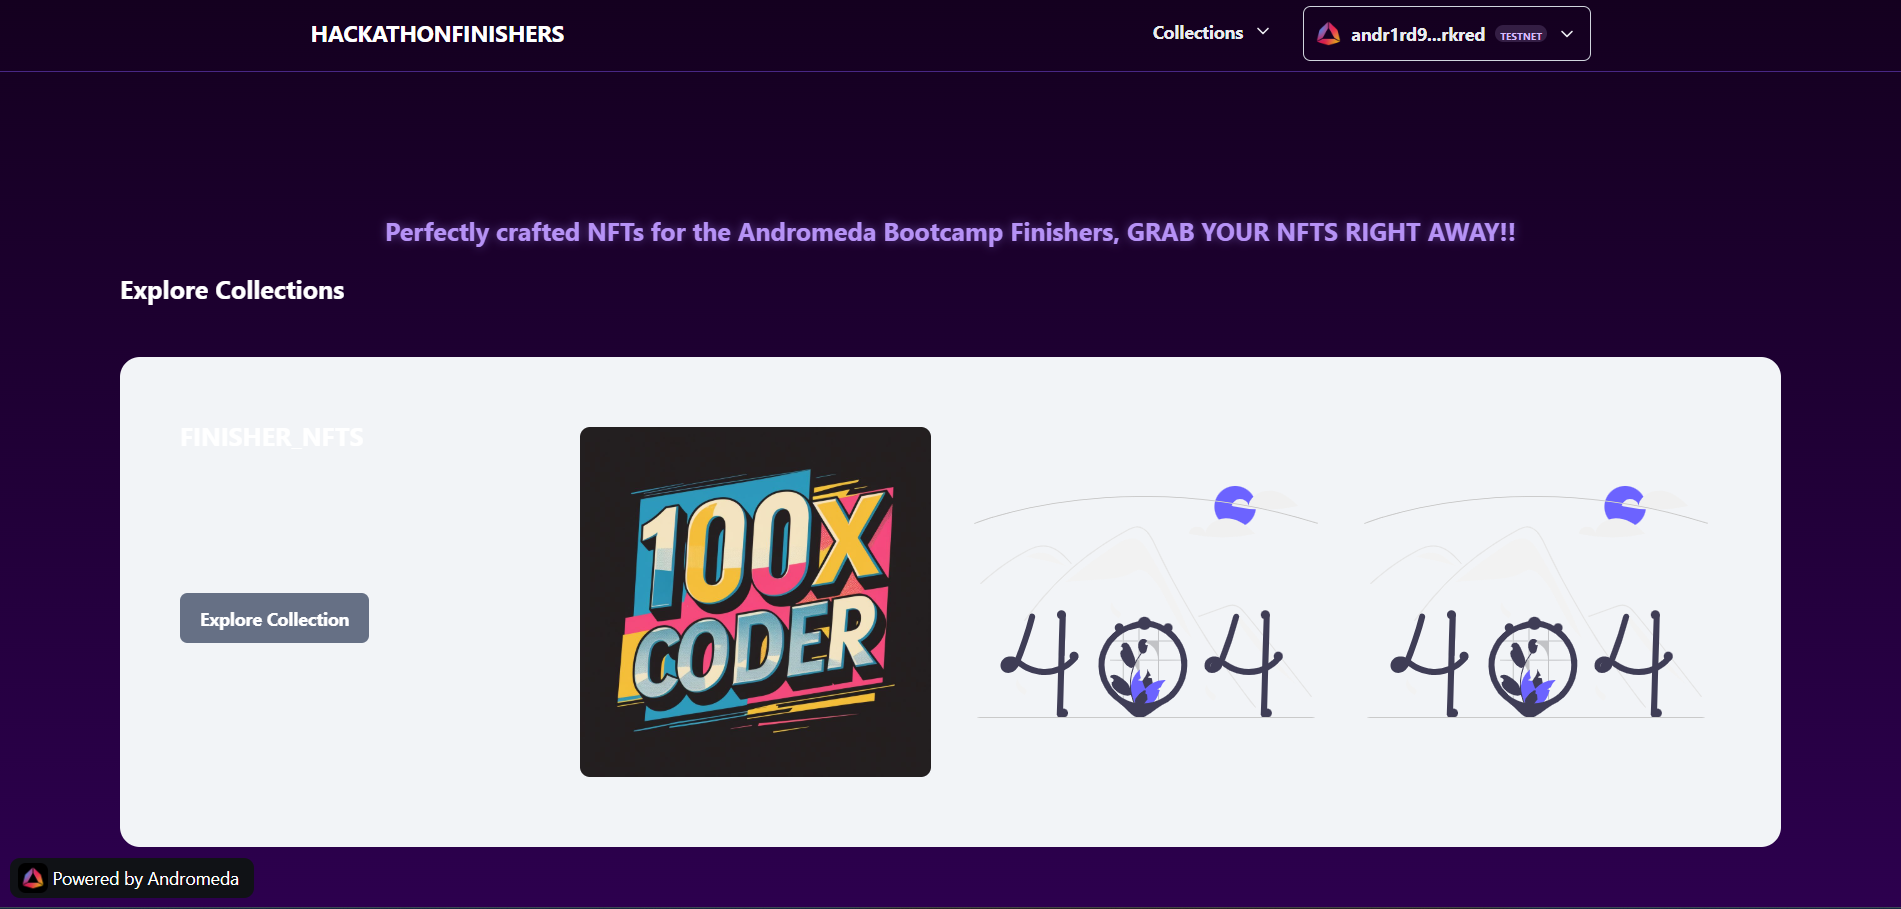 HACKATHONFINISHERS
Collections
andr1rd9...rkred TESTNET
Perfectly crafted NFTs for the Andromeda Bootcamp Finishers, GRAB YOUR NFTS RIGHT AWAY!!
Explore Collections
FINISHER_NFTS
Explore Collection
100X
CODER
404
404
Powered by Andromeda